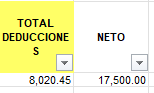 TOTAL
DEDUCCIONE
S
NETO
8,020.45
17,500.00